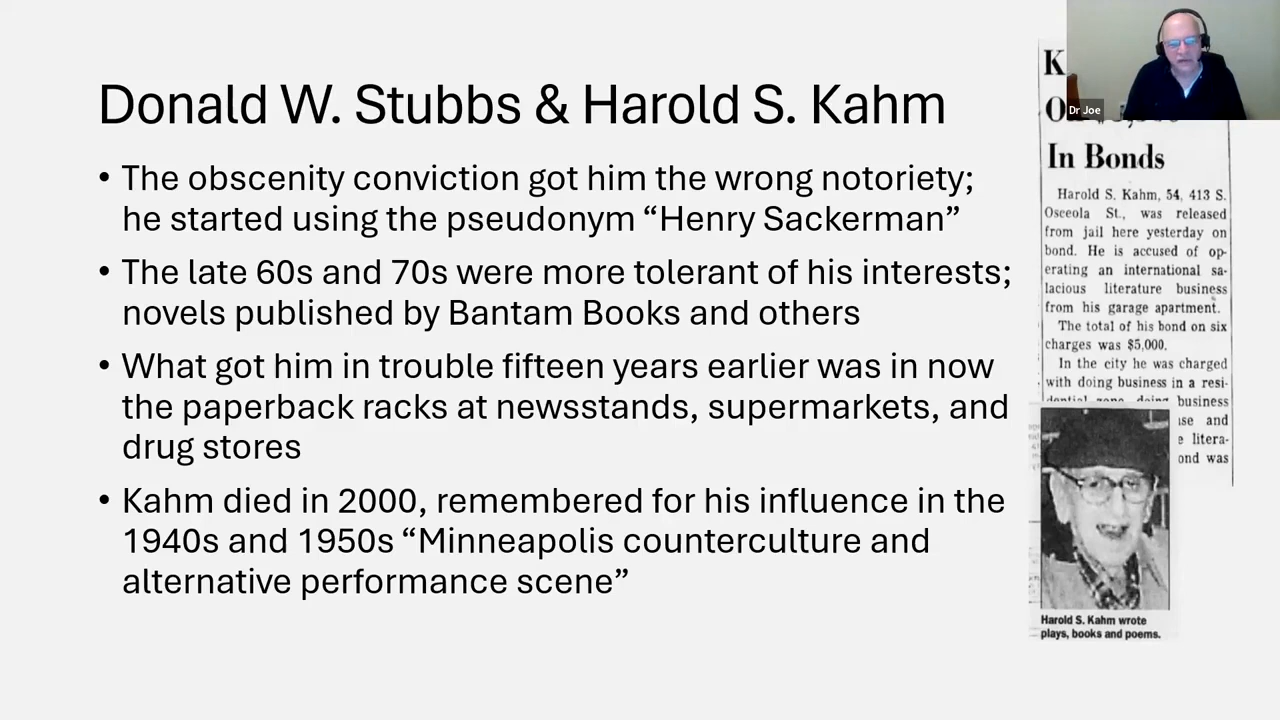 Donald W. Stubbs & Harold S. Kahm
• The obscenity conviction got him the wrong notoriety;
he started using the pseudonym “Henry Sackerman”
• The late 60s and 70s were more tolerant of his interests;
novels published by Bantam Books and others
• What got him in trouble fifteen years earlier was in now
the paperback racks at newsstands, supermarkets, and
drug stores
• Kahm died in 2000, remembered for his influence in the
1940s and 1950s “Minneapolis counterculture and
alternative performance scene”
Dr Joe
K
In Bonds
Harold S. Kahm, 54, 413 S.
Osceola St., was released
from jail here yesterday on
bond. He is accused of op-
erating an international sa-
lacious literature business
from his garage apartment.
The total of his bond on six
charges was $5,000.
In the city he was charged
with doing business in a resi-
business
and
litera-
ond was
Harold S. Kahm wrote
plays, books and poems.